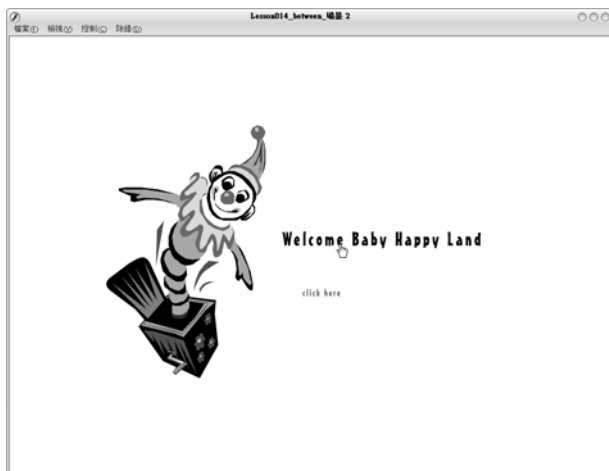 Lesson014_between_場景 2
檔案(F) 檢視(V) 控制(C) 除錯(D)
Welcome Baby Happy Land
click here